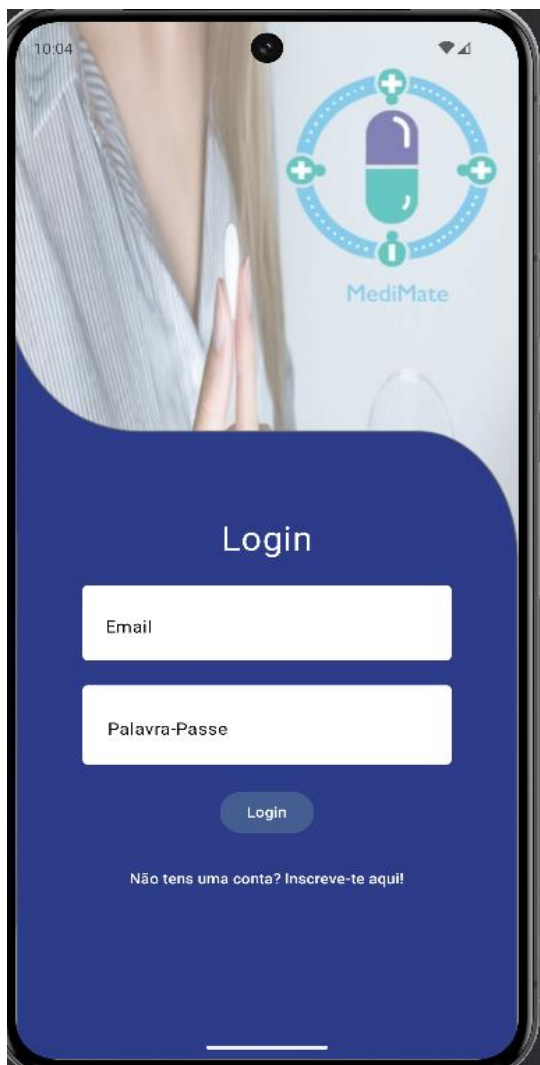 10:04
MediMate
Login
Email
Palavra-Passe
Login
Não tens uma conta? Inscreve-te aqui!